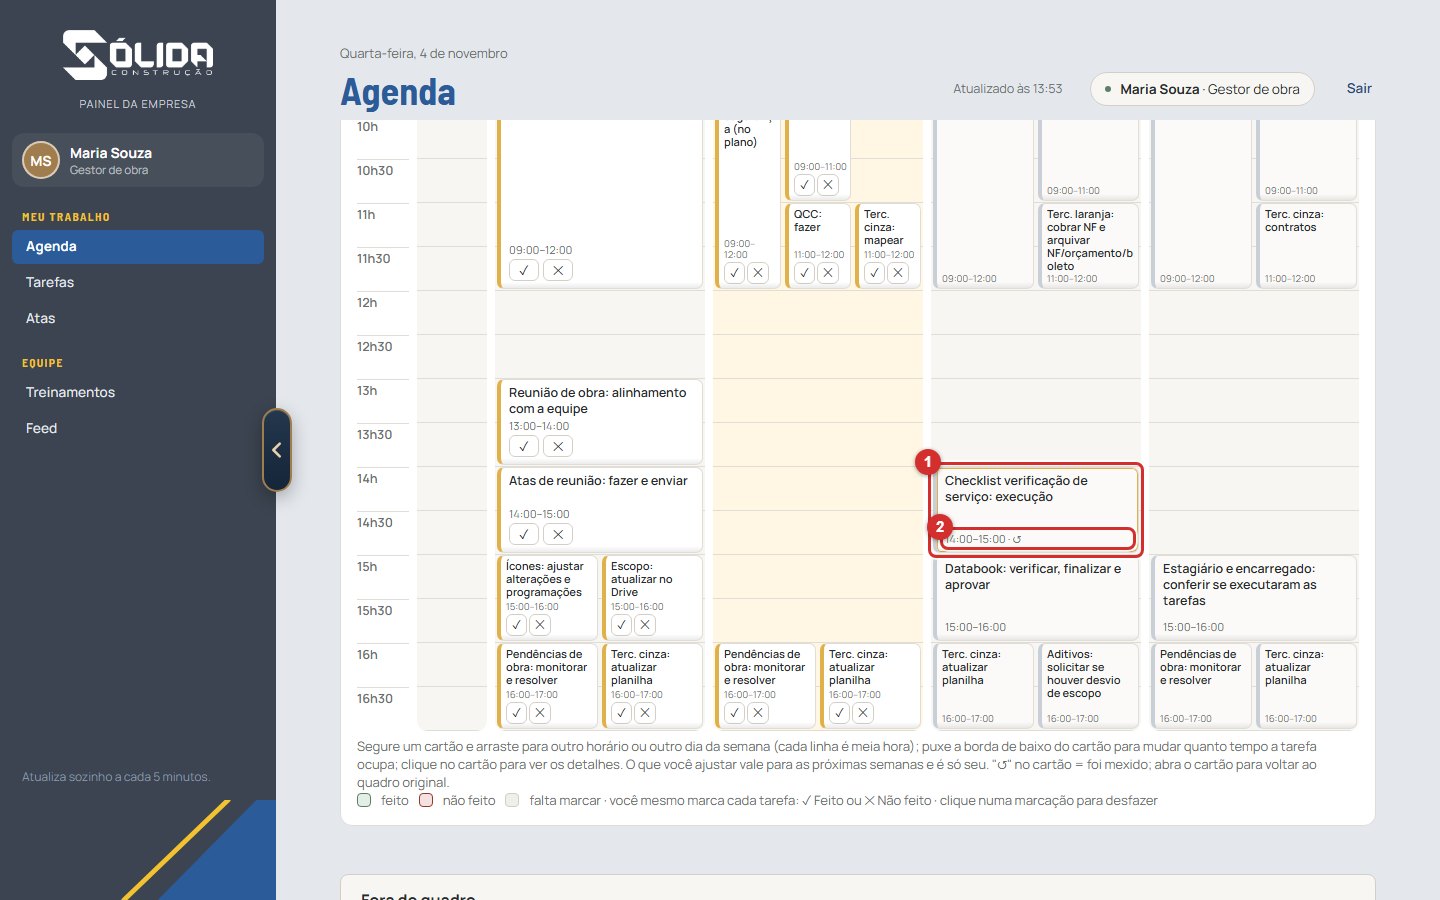 SÓLIDA
CONSTRUÇÃO
PAINEL DA EMPRESA
MS
Maria Souza
Gestor de obra
MEU TRABALHO
Agenda
Tarefas
Atas
EQUIPE
Treinamentos
Feed
Atualiza sozinho a cada 5 minutos.
Quarta-feira, 4 de novembro
Agenda
Atualizado às 13:53
Maria Souza · Gestor de obra
Sair
10h
10h30
11h
11h30
12h
12h30
13h
13h30
14h
14h30
15h
15h30
16h
16h30
09:00–12:00
✓ ✕
Reunião de obra: alinhamento
com a equipe
13:00–14:00
✓ ✕
Atas de reunião: fazer e enviar
14:00–15:00
✓ ✕
Ícones: ajustar
alterações e
programações
15:00–16:00
✓ ✕
Escopo:
atualizar no
Drive
15:00–16:00
✓ ✕
Pendências de
obra: monitorar
e resolver
16:00–17:00
✓ ✕
Terc. cinza:
atualizar
planilha
16:00–17:00
✓ ✕
a (no
plano)
09:00–
12:00
✓ ✕
09:00–11:00
✓ ✕
QCC:
fazer
11:00–12:00
✓ ✕
Terc.
cinza:
mapear
11:00–12:00
✓ ✕
Pendências de
obra: monitorar
e resolver
16:00–17:00
✓ ✕
Terc. cinza:
atualizar
planilha
16:00–17:00
✓ ✕
09:00–12:00
09:00–11:00
Terc. laranja:
cobrar NF e
arquivar
NF/orçamento/b
oleto
11:00–12:00
1
Checklist verificação de
serviço: execução
2
14:00–15:00 · ↺
Databook: verificar, finalizar e
aprovar
15:00–16:00
Terc. cinza:
atualizar
planilha
16:00–17:00
Aditivos:
solicitar se
houver desvio
de escopo
16:00–17:00
09:00–12:00
09:00–11:00
Terc. cinza:
contratos
11:00–12:00
Estagiário e encarregado:
conferir se executaram as
tarefas
15:00–16:00
Pendências de
obra: monitorar
e resolver
16:00–17:00
Terc. cinza:
atualizar
planilha
16:00–17:00
Segure um cartão e arraste para outro horário ou outro dia da semana (cada linha é meia hora); puxe a borda de baixo do cartão para mudar quanto tempo a tarefa
ocupa; clique no cartão para ver os detalhes. O que você ajustar vale para as próximas semanas e é só seu. "↺" no cartão = foi mexido; abra o cartão para voltar ao
quadro original.
feito não feito falta marcar · você mesmo marca cada tarefa: ✓ Feito ou ✕ Não feito · clique numa marcação para desfazer
Fora do quadro